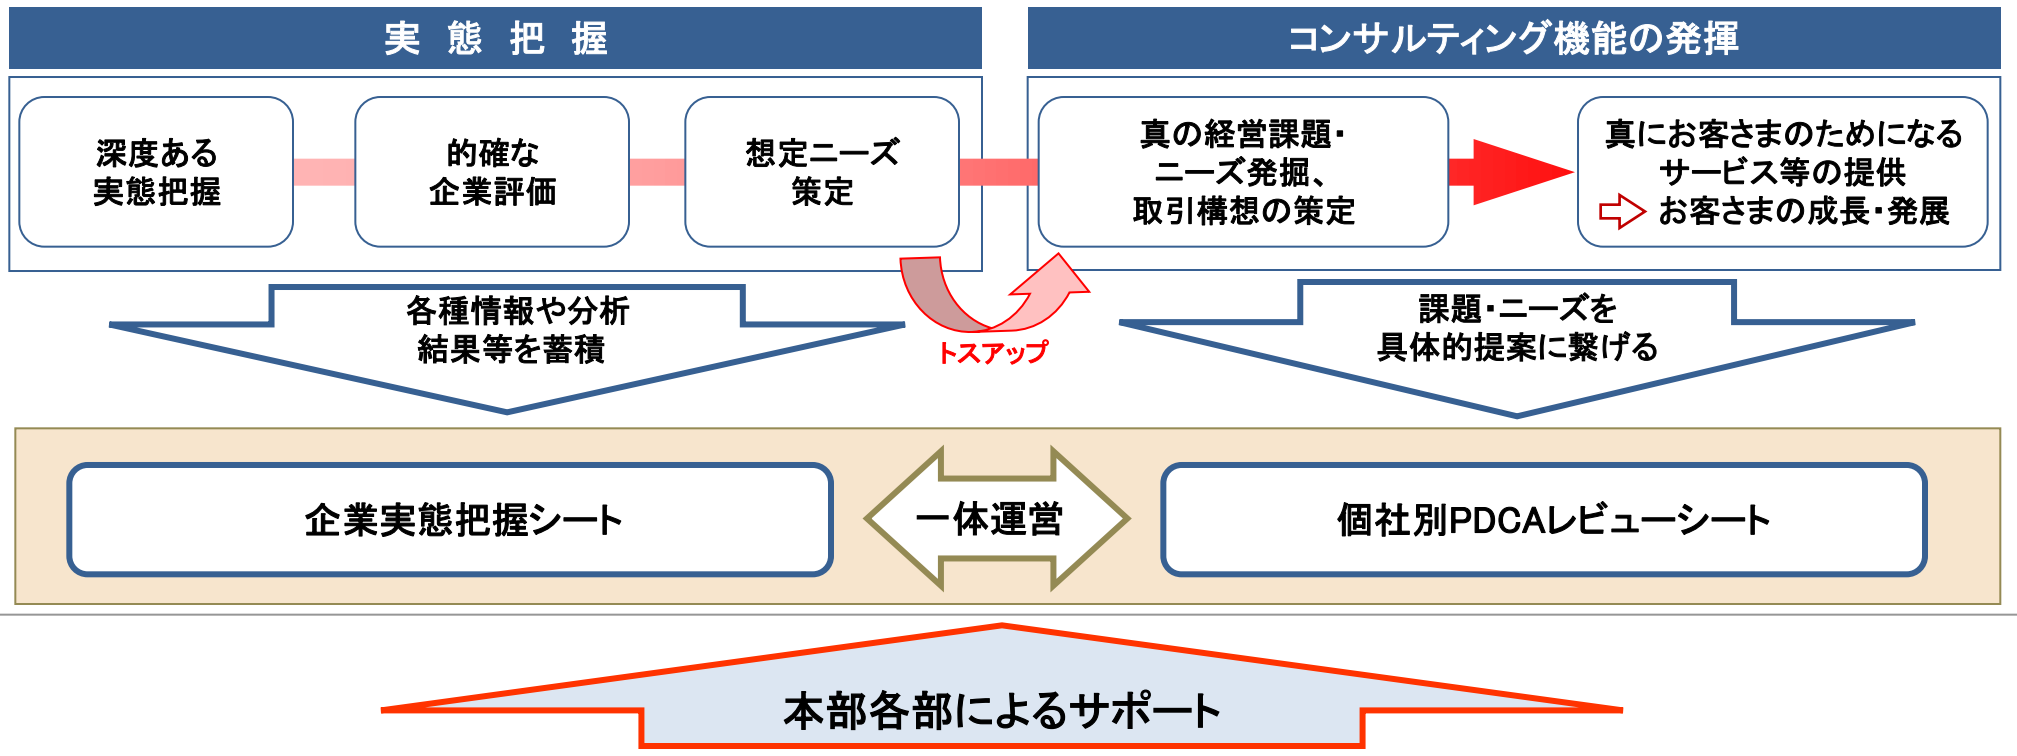 実 態 把 握
コンサルティング機能の発揮
深度ある
実態把握
的確な
企業評価
想定ニーズ
策定
真の経営課題・
ニーズ発掘、
取引構想の策定
真にお客さまのためになる
サービス等の提供
お客さまの成長・発展
各種情報や分析
結果等を蓄積
トスアップ
課題・ニーズを
具体的提案に繋げる
企業実態把握シート
一体運営
個社別PDCAレビューシート
本部各部によるサポート